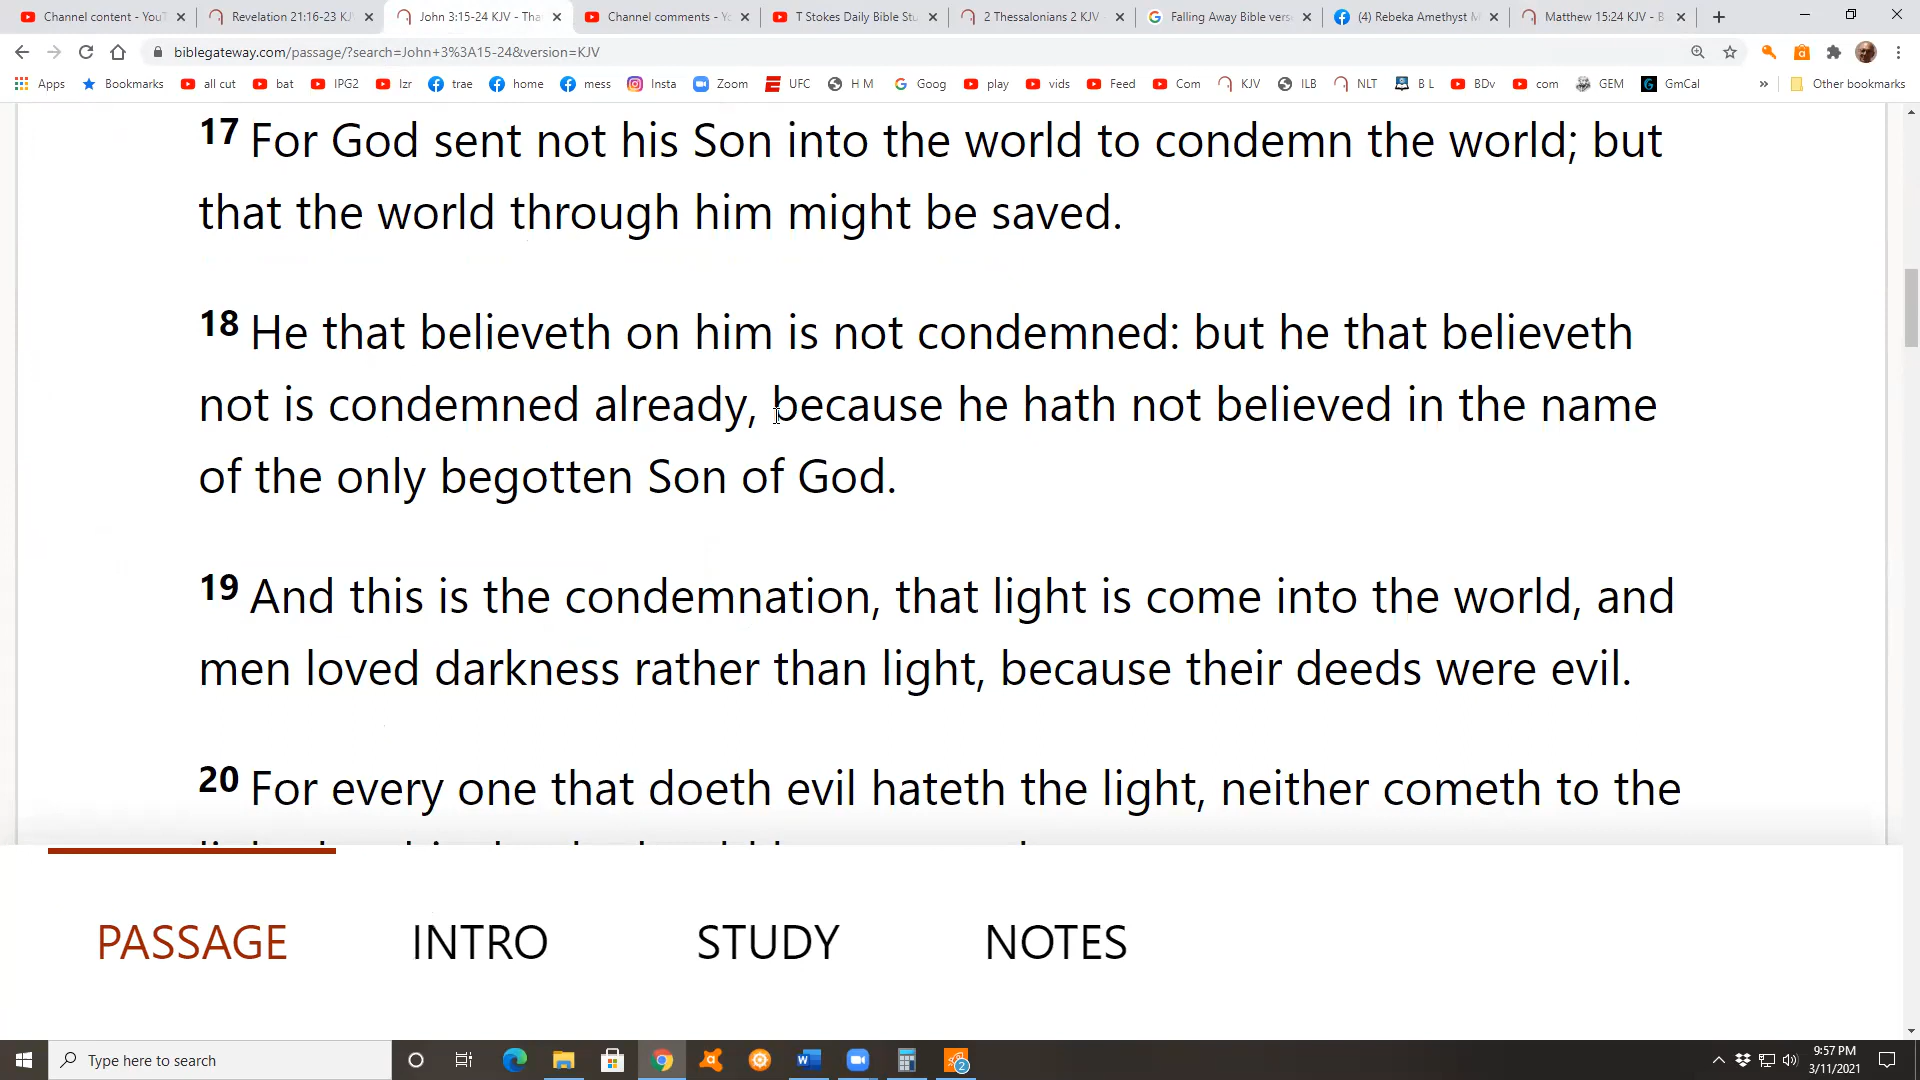 Channel content - YouT
Revelation 21:16-23 KJ
John 3:15-24 KJV - Tha
Channel comments - Yo
T Stokes Daily Bible Stu
2 Thessalonians 2 KJV
Falling Away Bible verse
(4) Rebeka Amethyst M
Matthew 15:24 KJV - B
biblegateway.com/passage/?search=John+3%3A15-24&version=KJV
Apps Bookmarks all cut bat IPG2 lzr trae home mess Insta Zoom UFC H M Goog play vids Feed Com KJV ILB NLT B L BDv com GEM GmCal » Other bookmarks
17 For God sent not his Son into the world to condemn the world; but
that the world through him might be saved.
18 He that believeth on him is not condemned: but he that believeth
not is condemned already, because he hath not believed in the name
of the only begotten Son of God.
19 And this is the condemnation, that light is come into the world, and
men loved darkness rather than light, because their deeds were evil.
20 For every one that doeth evil hateth the light, neither cometh to the
PASSAGE INTRO STUDY NOTES
Type here to search
9:57 PM
3/11/2021